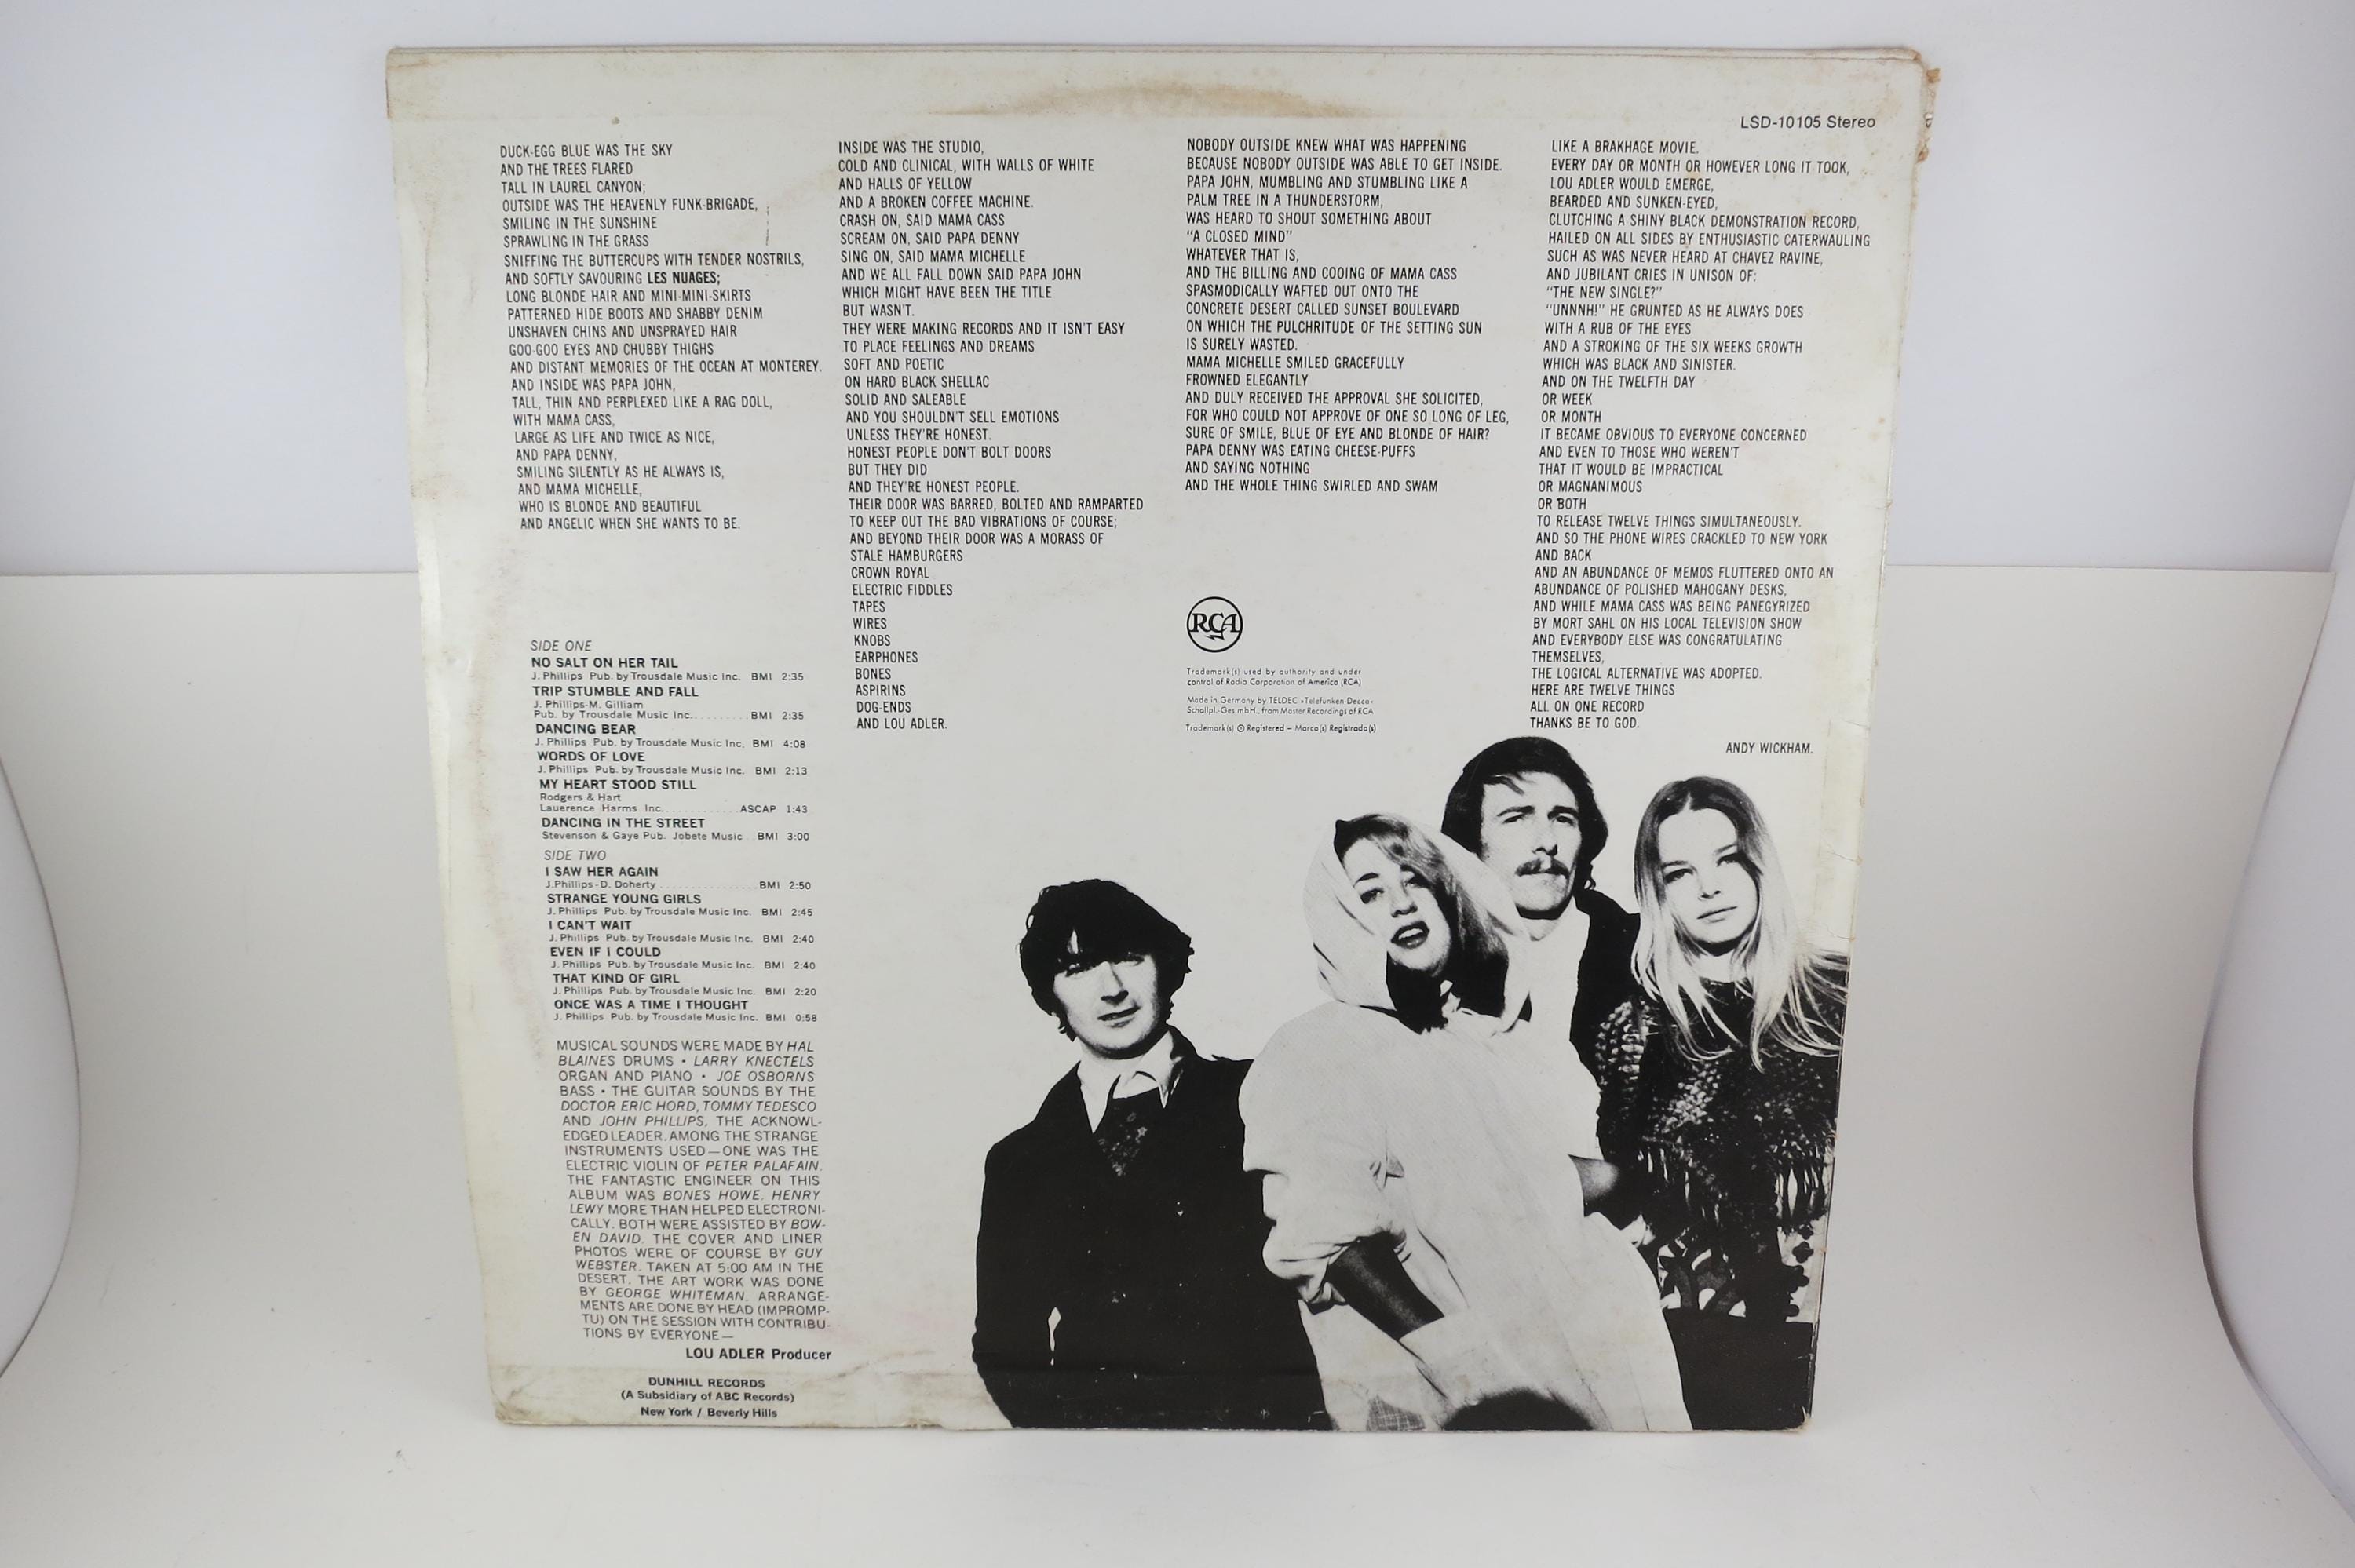 LSD-10105 Stereo
DUCK-EGG BLUE WAS THE SKY
AND THE TREES FLARED
TALL IN LAUREL CANYON;
OUTSIDE WAS THE HEAVENLY FUNK-BRIGADE,
SMILING IN THE SUNSHINE
SPRAWLING IN THE GRASS
SNIFFING THE BUTTERCUPS WITH TENDER NOSTRILS,
AND SOFTLY SAVOURING LES NUAGES;
LONG BLONDE HAIR AND MINI-MINI-SKIRTS
PATTERNED HIDE BOOTS AND SHABBY DENIM
UNSHAVEN CHINS AND UNSPRAYED HAIR
GOO-GOO EYES AND CHUBBY THIGHS
AND DISTANT MEMORIES OF THE OCEAN AT MONTEREY.
AND INSIDE WAS PAPA JOHN,
TALL, THIN AND PERPLEXED LIKE A RAG DOLL,
WITH MAMA CASS,
LARGE AS LIFE AND TWICE AS NICE,
AND PAPA DENNY,
SMILING SILENTLY AS HE ALWAYS IS,
AND MAMA MICHELLE,
WHO IS BLONDE AND BEAUTIFUL
AND ANGELIC WHEN SHE WANTS TO BE.
INSIDE WAS THE STUDIO,
COLD AND CLINICAL, WITH WALLS OF WHITE
AND HALLS OF YELLOW
AND A BROKEN COFFEE MACHINE.
CRASH ON, SAID MAMA CASS
SCREAM ON, SAID PAPA DENNY
SING ON, SAID MAMA MICHELLE
AND WE ALL FALL DOWN SAID PAPA JOHN
WHICH MIGHT HAVE BEEN THE TITLE
BUT WASN'T.
THEY WERE MAKING RECORDS AND IT ISN'T EASY
TO PLACE FEELINGS AND DREAMS
SOFT AND POETIC
ON HARD BLACK SHELLAC
SOLID AND SALEABLE
AND YOU SHOULDN'T SELL EMOTIONS
UNLESS THEY'RE HONEST.
HONEST PEOPLE DON'T BOLT DOORS
BUT THEY DID
AND THEY'RE HONEST PEOPLE.
THEIR DOOR WAS BARRED, BOLTED AND RAMPARTED
TO KEEP OUT THE BAD VIBRATIONS OF COURSE;
AND BEYOND THEIR DOOR WAS A MORASS OF
STALE HAMBURGERS
CROWN ROYAL
ELECTRIC FIDDLES
TAPES
WIRES
KNOBS
EARPHONES
BONES
ASPIRINS
DOG-ENDS
AND LOU ADLER.
NOBODY OUTSIDE KNEW WHAT WAS HAPPENING
BECAUSE NOBODY OUTSIDE WAS ABLE TO GET INSIDE.
PAPA JOHN, MUMBLING AND STUMBLING LIKE A
PALM TREE IN A THUNDERSTORM,
WAS HEARD TO SHOUT SOMETHING ABOUT
"A CLOSED MIND"
WHATEVER THAT IS,
AND THE BILLING AND COOING OF MAMA CASS
SPASMODICALLY WAFTED OUT ONTO THE
CONCRETE DESERT CALLED SUNSET BOULEVARD
ON WHICH THE PULCHRITUDE OF THE SETTING SUN
IS SURELY WASTED.
MAMA MICHELLE SMILED GRACEFULLY
FROWNED ELEGANTLY
AND DULY RECEIVED THE APPROVAL SHE SOLICITED,
FOR WHO COULD NOT APPROVE OF ONE SO LONG OF LEG,
SURE OF SMILE, BLUE OF EYE AND BLONDE OF HAIR?
PAPA DENNY WAS EATING CHEESE-PUFFS
AND SAYING NOTHING
AND THE WHOLE THING SWIRLED AND SWAM
LIKE A BRAKHAGE MOVIE.
EVERY DAY OR MONTH OR HOWEVER LONG IT TOOK,
LOU ADLER WOULD EMERGE,
BEARDED AND SUNKEN-EYED,
CLUTCHING A SHINY BLACK DEMONSTRATION RECORD,
HAILED ON ALL SIDES BY ENTHUSIASTIC CATERWAULING
SUCH AS WAS NEVER HEARD AT CHAVEZ RAVINE,
AND JUBILANT CRIES IN UNISON OF:
"THE NEW SINGLE?"
"UNNNH!" HE GRUNTED AS HE ALWAYS DOES
WITH A RUB OF THE EYES
AND A STROKING OF THE SIX WEEKS GROWTH
WHICH WAS BLACK AND SINISTER.
AND ON THE TWELFTH DAY
OR WEEK
OR MONTH
IT BECAME OBVIOUS TO EVERYONE CONCERNED
AND EVEN TO THOSE WHO WEREN'T
THAT IT WOULD BE IMPRACTICAL
OR MAGNANIMOUS
OR BOTH
TO RELEASE TWELVE THINGS SIMULTANEOUSLY.
AND SO THE PHONE WIRES CRACKLED TO NEW YORK
AND BACK
AND AN ABUNDANCE OF MEMOS FLUTTERED ONTO AN
ABUNDANCE OF POLISHED MAHOGANY DESKS,
AND WHILE MAMA CASS WAS BEING PANEGYRIZED
BY MORT SAHL ON HIS LOCAL TELEVISION SHOW
AND EVERYBODY ELSE WAS CONGRATULATING
THEMSELVES,
THE LOGICAL ALTERNATIVE WAS ADOPTED.
HERE ARE TWELVE THINGS
ALL ON ONE RECORD
THANKS BE TO GOD.
ANDY WICKHAM.
RCA
Trademark(s) used by authority and under
control of Radio Corporation of America (RCA)
Made in Germany by TELDEC »Telefunken-Decca«
Schallpl.-Ges.mbH., from Master Recordings of RCA
Trademark(s) ® Registered – Marca(s) Registrada(s)
SIDE ONE
NO SALT ON HER TAIL
J. Phillips Pub. by Trousdale Music Inc. BMI 2:35
TRIP STUMBLE AND FALL
J. Phillips-M. Gilliam
Pub. by Trousdale Music Inc. . . . . . . . . . BMI 2:35
DANCING BEAR
J. Phillips Pub. by Trousdale Music Inc. BMI 4:08
WORDS OF LOVE
J. Phillips Pub. by Trousdale Music Inc. BMI 2:13
MY HEART STOOD STILL
Rodgers & Hart
Lauerence Harms Inc. . . . . . . . . . . . ASCAP 1:43
DANCING IN THE STREET
Stevenson & Gaye Pub. Jobete Music . . BMI 3:00
SIDE TWO
I SAW HER AGAIN
J.Phillips-D. Doherty . . . . . . . . . . . . . . . BMI 2:50
STRANGE YOUNG GIRLS
J. Phillips Pub. by Trousdale Music Inc. BMI 2:45
I CAN'T WAIT
J. Phillips Pub. by Trousdale Music Inc. BMI 2:40
EVEN IF I COULD
J. Phillips Pub. by Trousdale Music Inc. BMI 2:40
THAT KIND OF GIRL
J. Phillips Pub. by Trousdale Music Inc. BMI 2:20
ONCE WAS A TIME I THOUGHT
J. Phillips Pub. by Trousdale Music Inc. BMI 0:58
MUSICAL SOUNDS WERE MADE BY HAL
BLAINES DRUMS • LARRY KNECTELS
ORGAN AND PIANO • JOE OSBORNS
BASS • THE GUITAR SOUNDS BY THE
DOCTOR ERIC HORD, TOMMY TEDESCO
AND JOHN PHILLIPS, THE ACKNOWL-
EDGED LEADER. AMONG THE STRANGE
INSTRUMENTS USED—ONE WAS THE
ELECTRIC VIOLIN OF PETER PALAFAIN.
THE FANTASTIC ENGINEER ON THIS
ALBUM WAS BONES HOWE. HENRY
LEWY MORE THAN HELPED ELECTRONI-
CALLY. BOTH WERE ASSISTED BY BOW-
EN DAVID. THE COVER AND LINER
PHOTOS WERE OF COURSE BY GUY
WEBSTER. TAKEN AT 5:00 AM IN THE
DESERT. THE ART WORK WAS DONE
BY GEORGE WHITEMAN. ARRANGE-
MENTS ARE DONE BY HEAD (IMPROMP-
TU) ON THE SESSION WITH CONTRIBU-
TIONS BY EVERYONE—
LOU ADLER Producer
DUNHILL RECORDS
(A Subsidiary of ABC Records)
New York / Beverly Hills